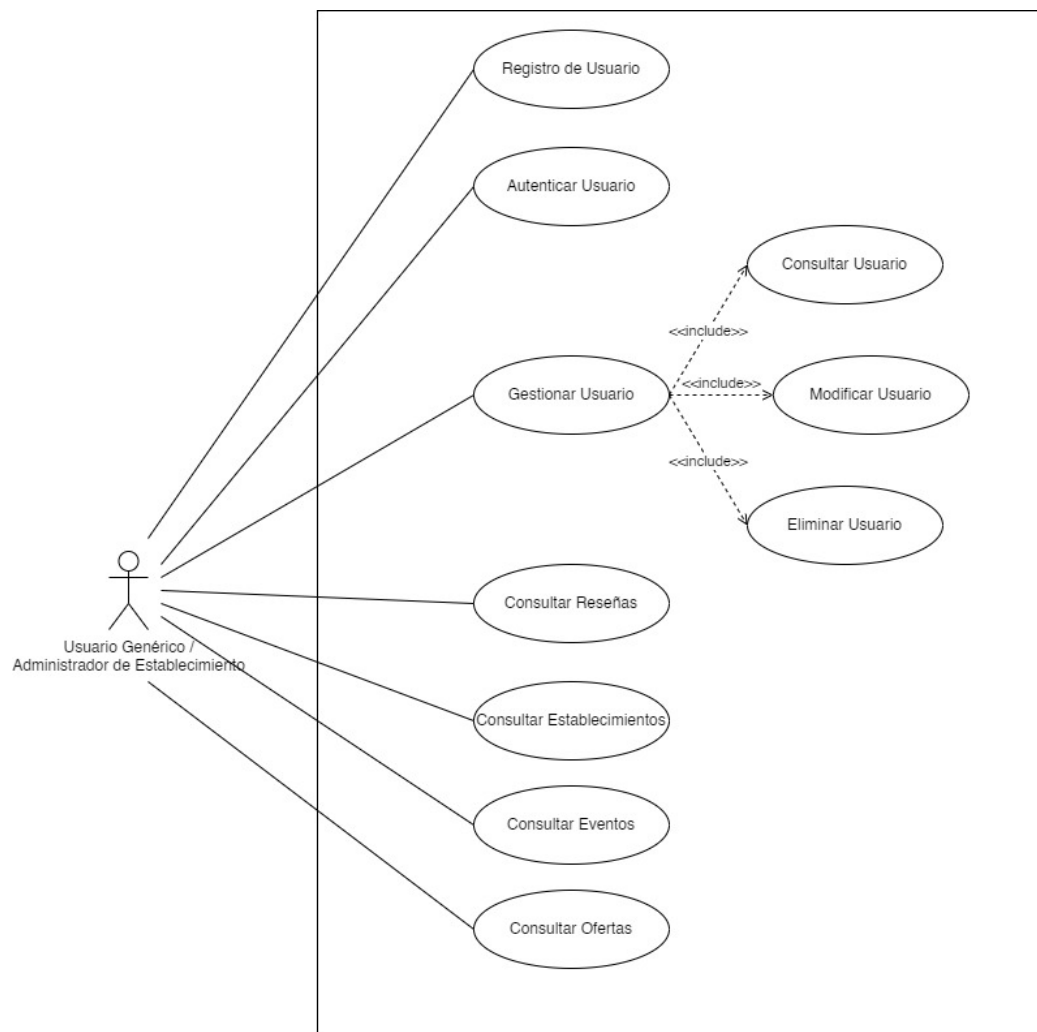 Registro de Usuario
Autenticar Usuario
Consultar Usuario
<<include>>
Gestionar Usuario
<<include>>
Modificar Usuario
<<include>>
Eliminar Usuario
Consultar Reseñas
Usuario Genérico /
Administrador de Establecimiento
Consultar Establecimientos
Consultar Eventos
Consultar Ofertas